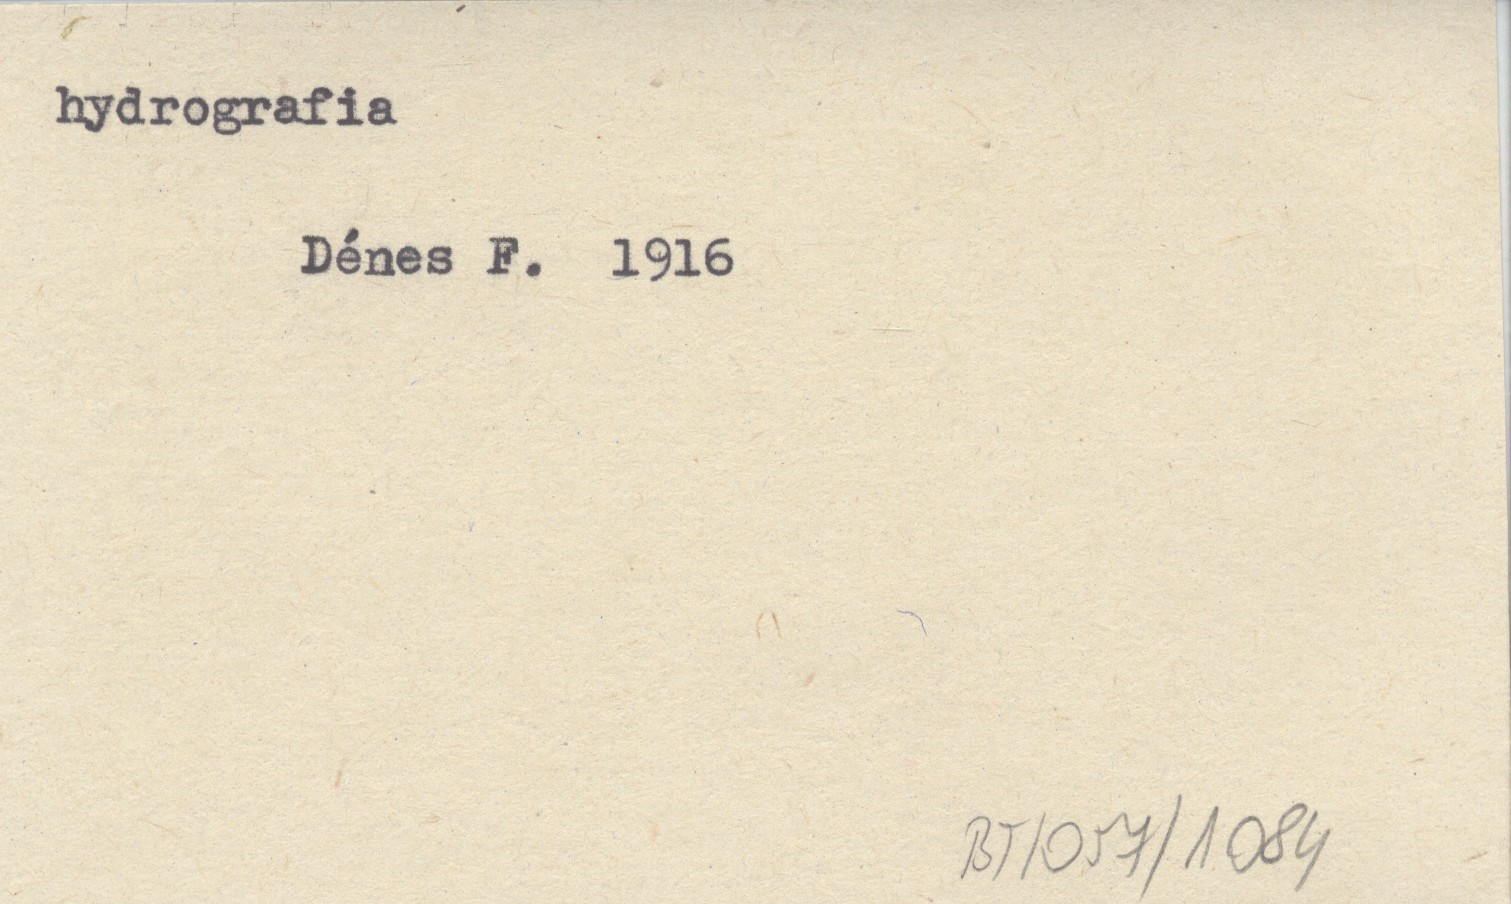 hydrografia
Dénes F. 1916
BT/057/1084